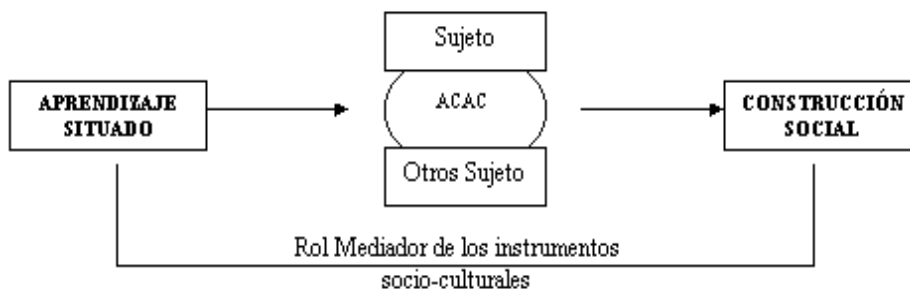 Sujeto
ACAC
APRENDIZAJE
SITUADO
CONSTRUCCIÓN
SOCIAL
Otros Sujeto
Rol Mediador de los instrumentos
socio-culturales